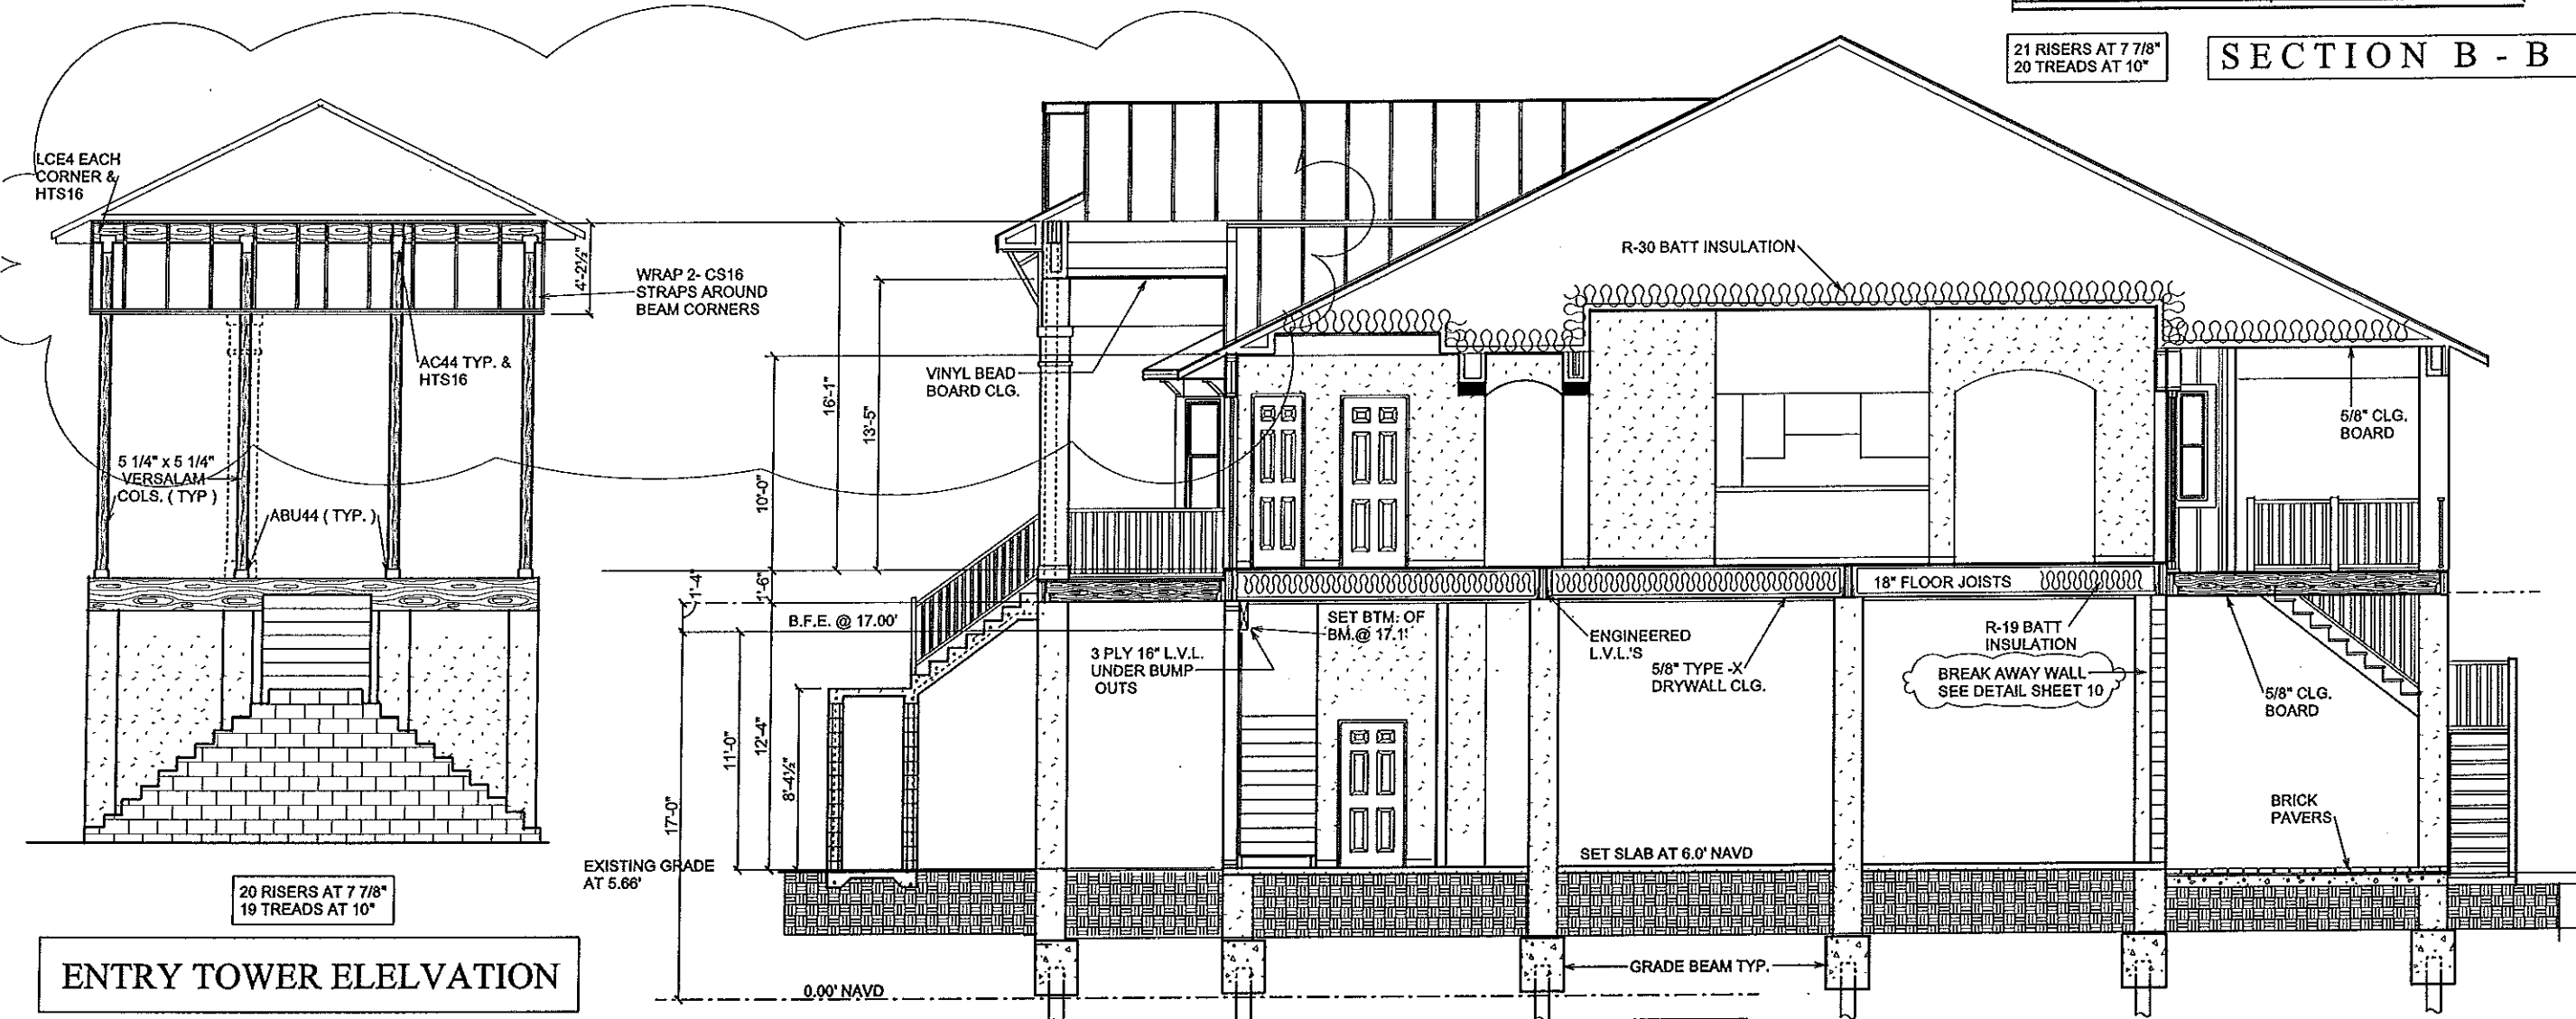 21 RISERS AT 7 7/8"
20 TREADS AT 10"
SECTION B - B
LCE4 EACH
CORNER &
HTS16
4'-2½"
WRAP 2- CS16
STRAPS AROUND
BEAM CORNERS
AC44 TYP. &
HTS16
5 1/4" x 5 1/4"
VERSALAM
COLS. ( TYP )
ABU44 ( TYP. )
20 RISERS AT 7 7/8"
19 TREADS AT 10"
ENTRY TOWER ELELVATION
VINYL BEAD
BOARD CLG.
16'-1"
13'-5"
10'-0"
1'-4"
1'-6"
B.F.E. @ 17.00'
11'-0"
12'-4"
8'-4½"
17'-0"
EXISTING GRADE
AT 5.66'
0.00' NAVD
R-30 BATT INSULATION
5/8" CLG.
BOARD
18" FLOOR JOISTS
SET BTM. OF
BM.@ 17.1'
3 PLY 16" L.V.L.
UNDER BUMP
OUTS
ENGINEERED
L.V.L.'S
5/8" TYPE -X
DRYWALL CLG.
R-19 BATT
INSULATION
BREAK AWAY WALL
SEE DETAIL SHEET 10
5/8" CLG.
BOARD
BRICK
PAVERS
SET SLAB AT 6.0' NAVD
GRADE BEAM TYP.